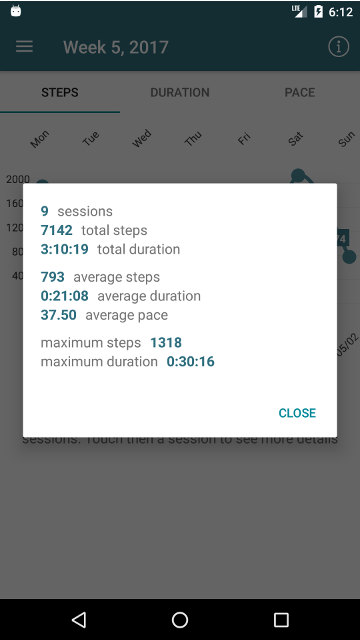 LTE 6:12
Week 5, 2017
STEPS DURATION PACE
Mon Tue Wed Thu Fri Sat Sun
2000
160
120
80
40
74
05/02
9 sessions
7142 total steps
3:10:19 total duration
793 average steps
0:21:08 average duration
37.50 average pace
maximum steps 1318
maximum duration 0:30:16
CLOSE
sessions. Touch then a session to see more details